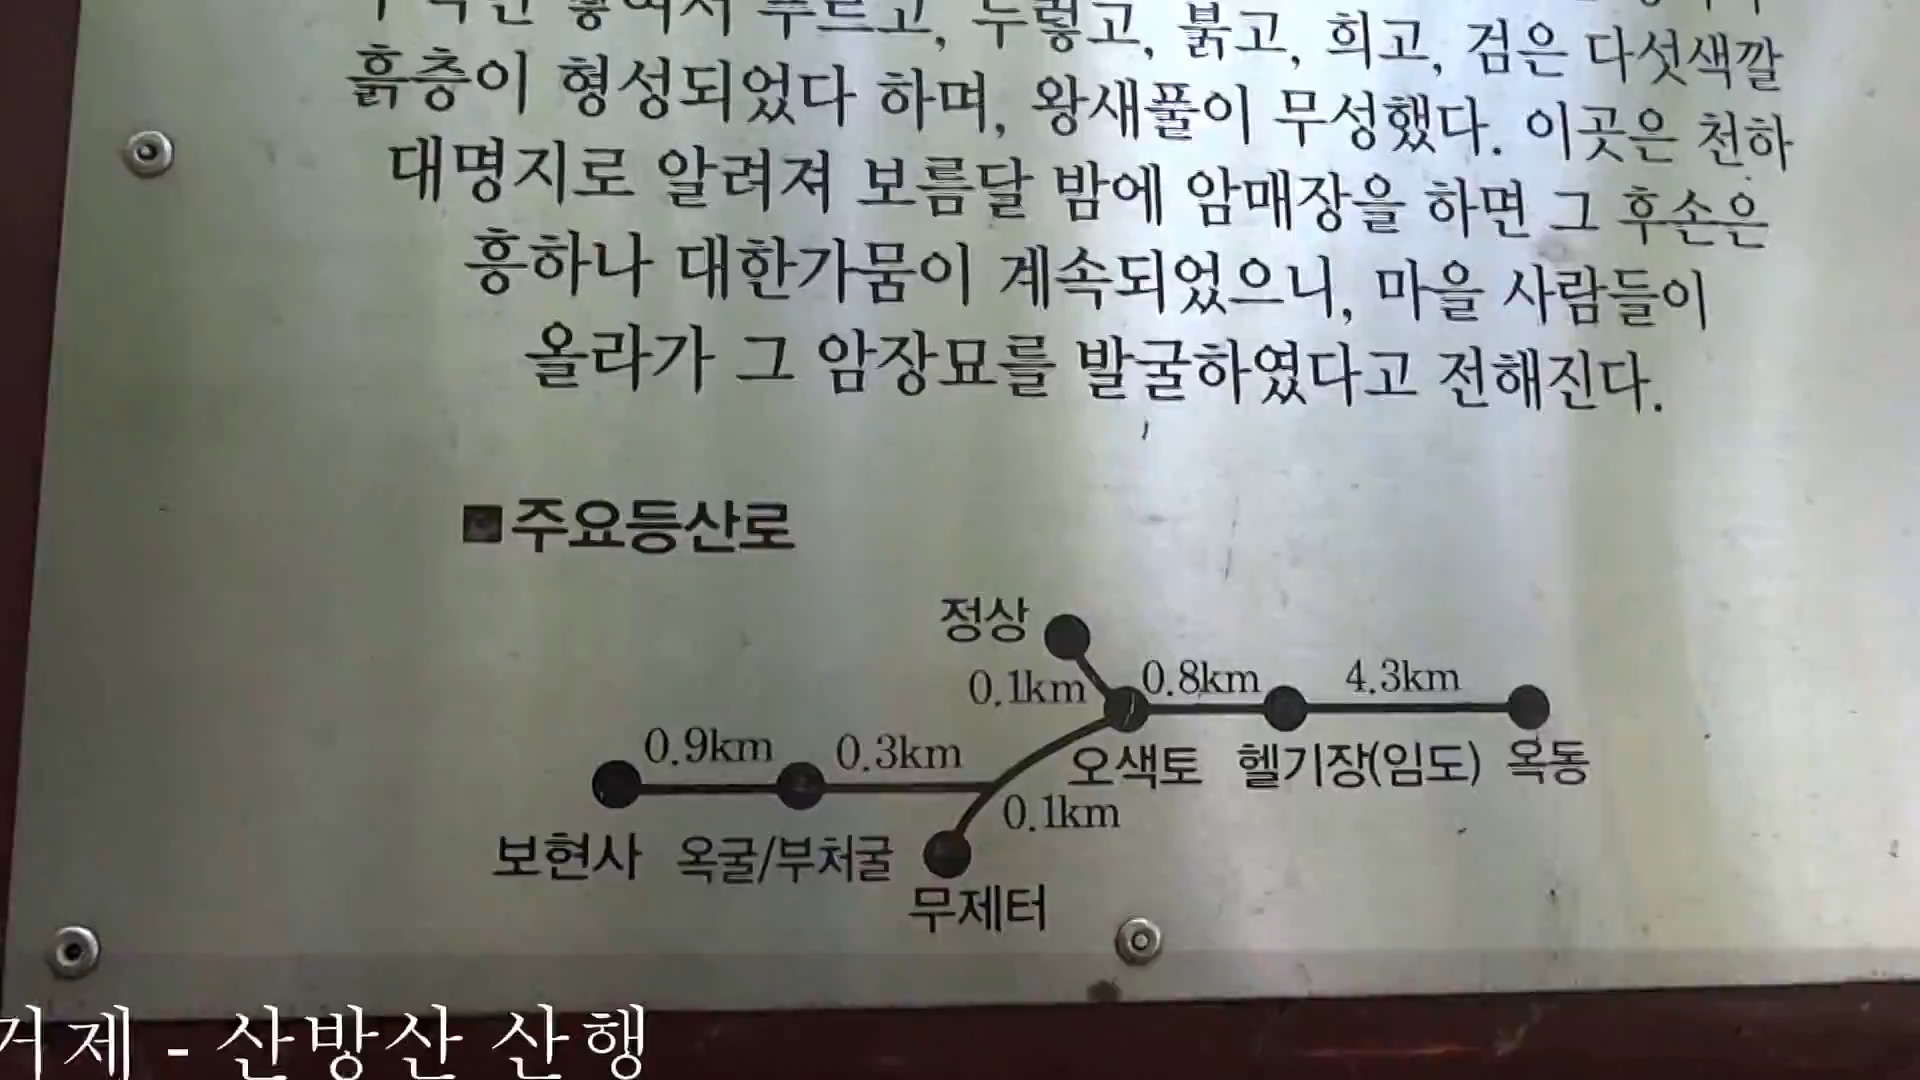 푸르고, 누렇고, 붉고, 희고, 검은 다섯색깔
흙층이 형성되었다 하며, 왕새풀이 무성했다. 이곳은 천하
대명지로 알려져 보름달 밤에 암매장을 하면 그 후손은
흥하나 대한가뭄이 계속되었으니, 마을 사람들이
올라가 그 암장묘를 발굴하였다고 전해진다.
■주요등산로
정상
0.1km 0.8km 4.3km
오색토 헬기장(임도) 옥동
0.9km 0.3km
0.1km
보현사 옥굴/부처굴
무제터
거제 - 산방산 산행